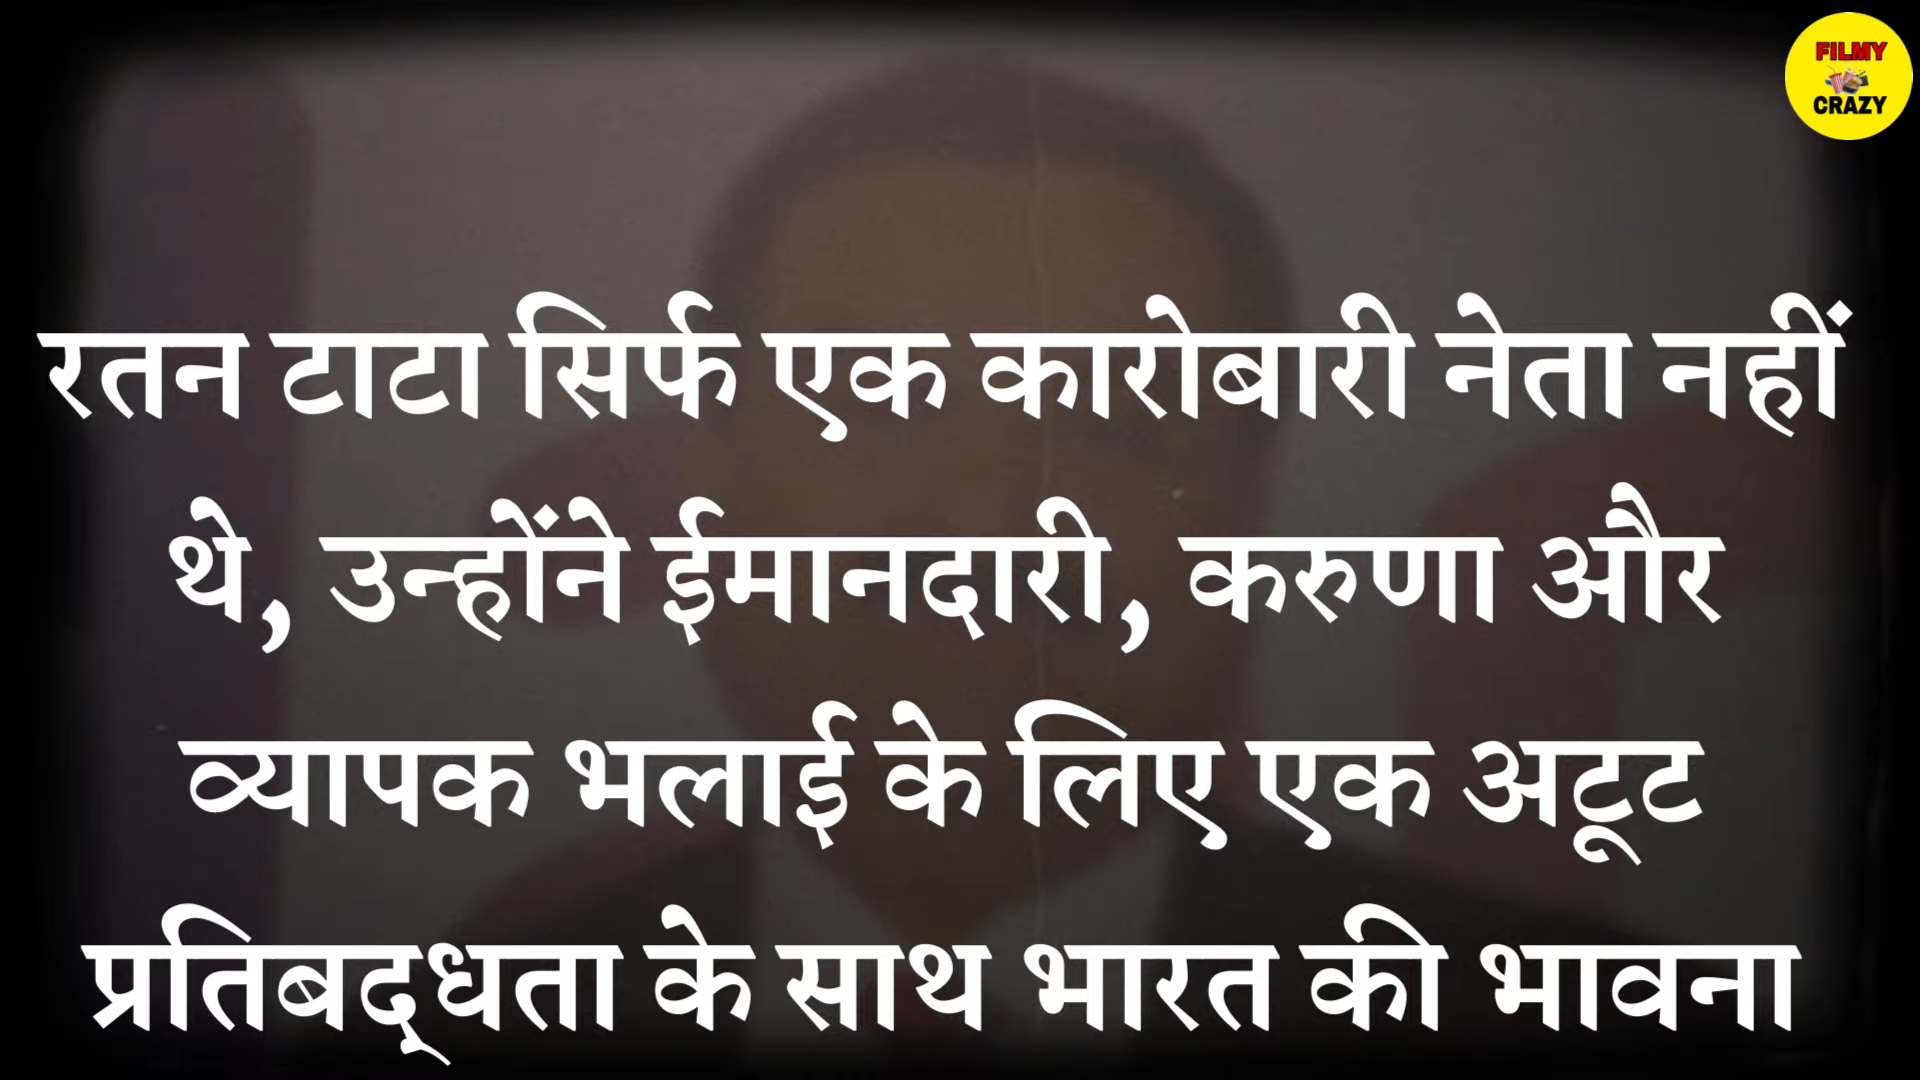 FILMY
CRAZY
रतन टाटा सिर्फ एक कारोबारी नेता नहीं
थे, उन्होंने ईमानदारी, करुणा और
व्यापक भलाई के लिए एक अटूट
प्रतिबद्धता के साथ भारत की भावना